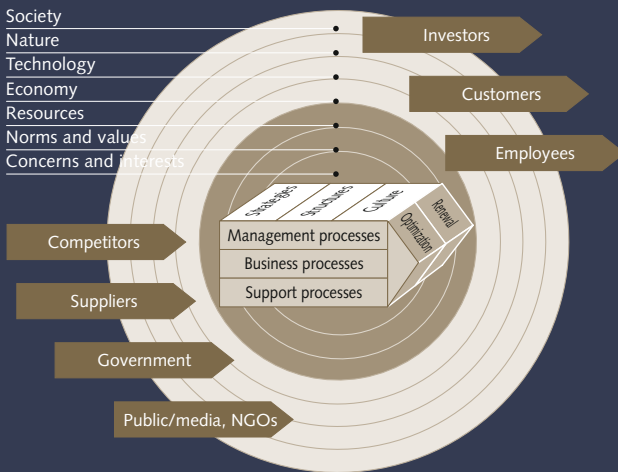 Society
Nature
Technology
Economy
Resources
Norms and values
Concerns and interests
Investors
Customers
Employees
Competitors
Suppliers
Government
Public/media, NGOs
Strategies
Structures
Culture
Management processes
Business processes
Support processes
Optimization
Renewal